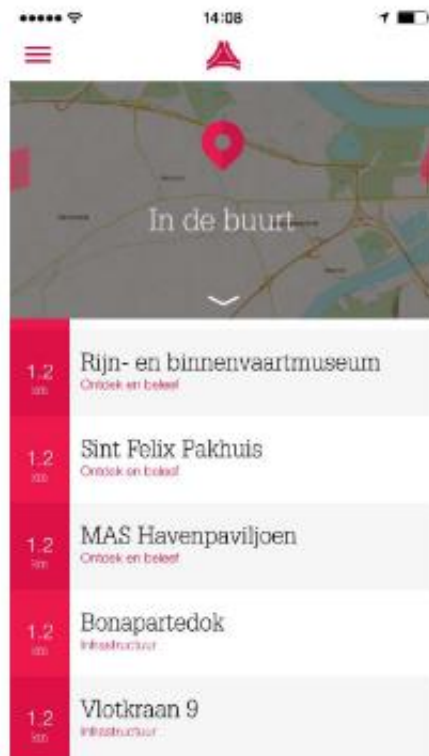 14:08
In de buurt
1.2
km
Rijn- en binnenvaartmuseum
Ontdek en beleef
1.2
km
Sint Felix Pakhuis
Ontdek en beleef
1.2
km
MAS Havenpaviljoen
Ontdek en beleef
1.2
km
Bonapartedok
Infrastructuur
1.2
km
Vlotkraan 9
Infrastructuur